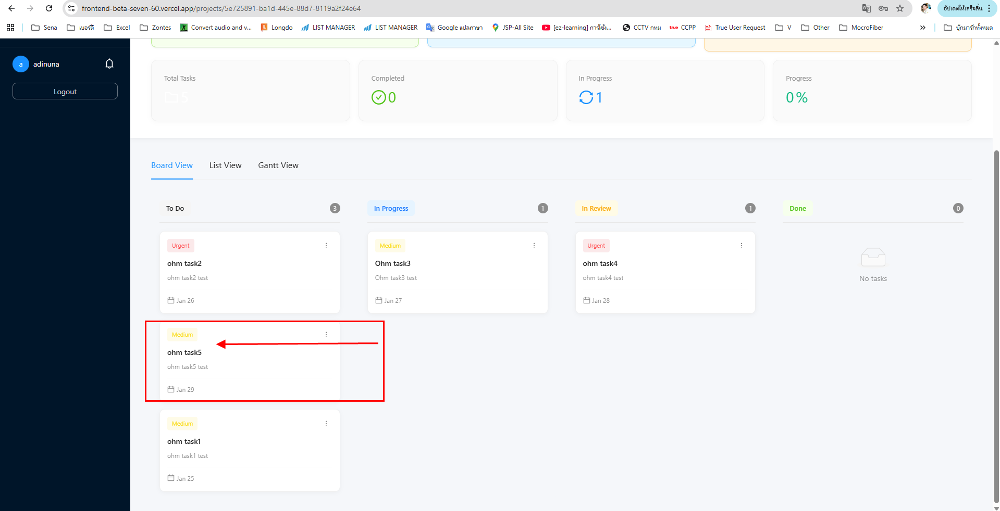 frontend-beta-seven-60.vercel.app/projects/5e725891-ba1d-445e-88d7-8119a2f24e64
อัปเดตให้เสร็จสิ้น
Sena
เบอร์ดี
Excel
Zontes
Convert audio and v...
Longdo
LIST MANAGER
LIST MANAGER
Google แปลภาษา
JSP-All Site
[ez-learning] การใช้ง...
CCTV กทม
true CCPP
True User Request
V
Other
MocroFiber
»
บุ๊กมาร์กทั้งหมด
a adinuna
Logout
Total Tasks
5
Completed
0
In Progress
1
Progress
0%
Board View
List View
Gantt View
To Do
3
Urgent
ohm task2
ohm task2 test
Jan 26
Medium
ohm task5
ohm task5 test
Jan 29
Medium
ohm task1
ohm task1 test
Jan 25
In Progress
1
Medium
Ohm task3
Ohm task3 test
Jan 27
In Review
1
Urgent
ohm task4
ohm task4 test
Jan 28
Done
0
No tasks